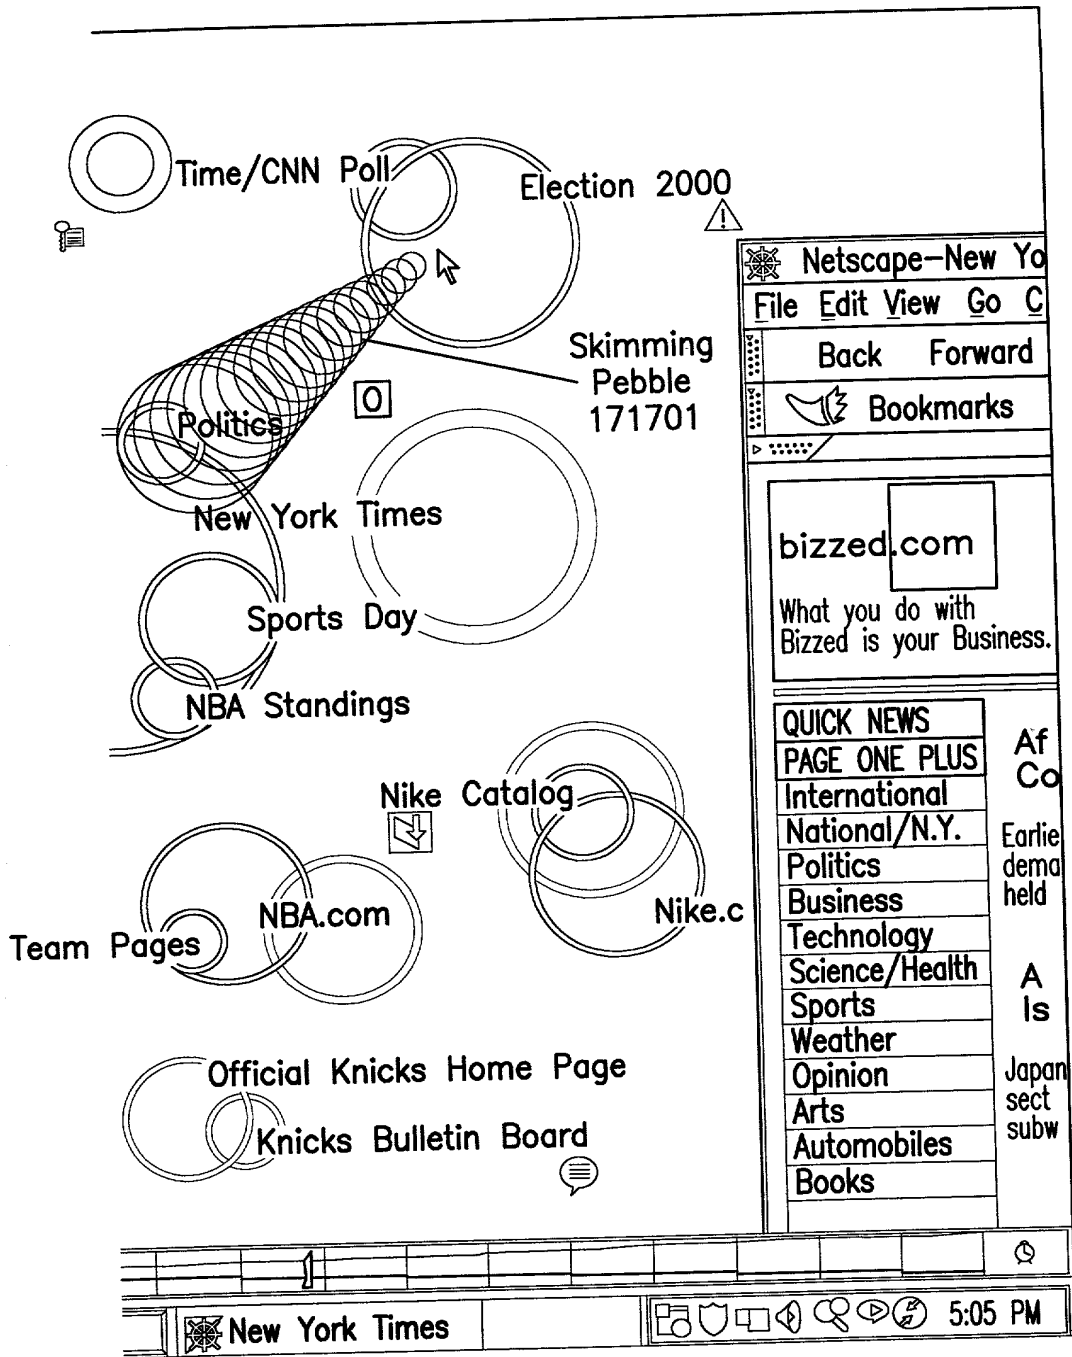 Time/CNN Poll
Election 2000
!
Skimming
Pebble
171701
O
Politics
New York Times
Sports Day
NBA Standings
Nike Catalog
Nike.c
NBA.com
Team Pages
Official Knicks Home Page
Knicks Bulletin Board
Netscape-New Yo
File Edit View Go C
Back Forward
Bookmarks
bizzed.com
What you do with
Bizzed is your Business.
QUICK NEWS
PAGE ONE PLUS
International
National/N.Y.
Politics
Business
Technology
Science/Health
Sports
Weather
Opinion
Arts
Automobiles
Books
Af
Co
Earlie
dema
held
A
Is
Japan
sect
subw
New York Times
5:05 PM